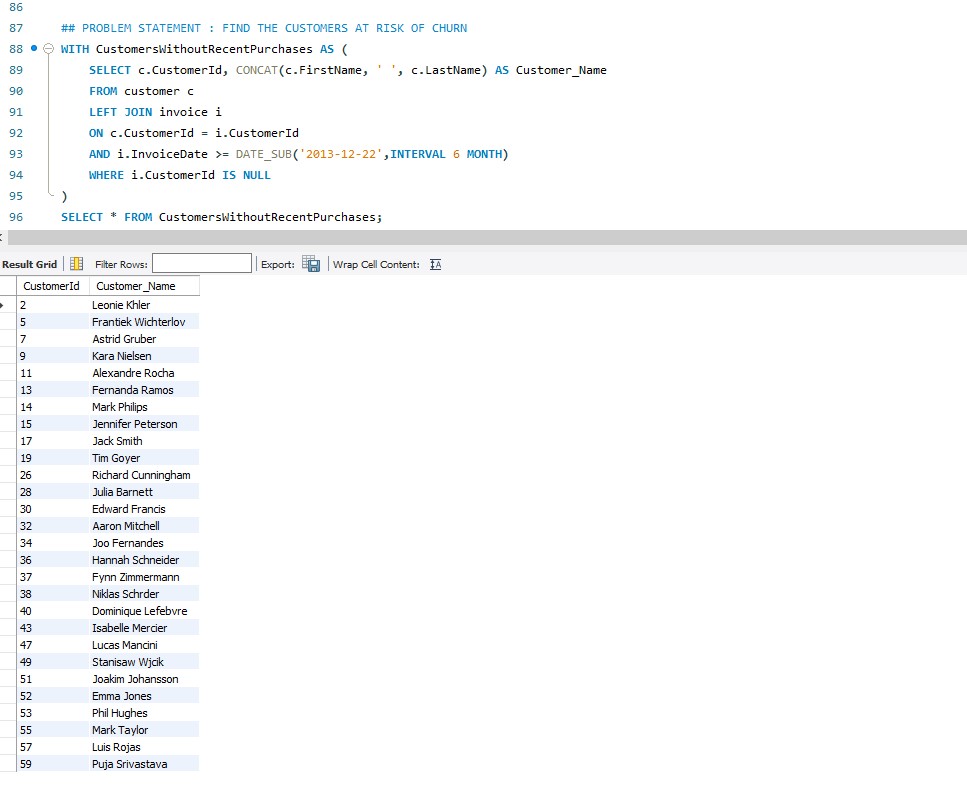 86
87 ## PROBLEM STATEMENT : FIND THE CUSTOMERS AT RISK OF CHURN
88 WITH CustomersWithoutRecentPurchases AS (
89 SELECT c.CustomerId, CONCAT(c.FirstName, ' ', c.LastName) AS Customer_Name
90 FROM customer c
91 LEFT JOIN invoice i
92 ON c.CustomerId = i.CustomerId
93 AND i.InvoiceDate >= DATE_SUB('2013-12-22',INTERVAL 6 MONTH)
94 WHERE i.CustomerId IS NULL
95 )
96 SELECT * FROM CustomersWithoutRecentPurchases;
Result Grid Filter Rows: Export: Wrap Cell Content:
CustomerId Customer_Name
2 Leonie Khler
5 Frantiek Wichterlov
7 Astrid Gruber
9 Kara Nielsen
11 Alexandre Rocha
13 Fernanda Ramos
14 Mark Philips
15 Jennifer Peterson
17 Jack Smith
19 Tim Goyer
26 Richard Cunningham
28 Julia Barnett
30 Edward Francis
32 Aaron Mitchell
34 Joo Fernandes
36 Hannah Schneider
37 Fynn Zimmermann
38 Niklas Schrder
40 Dominique Lefebvre
43 Isabelle Mercier
47 Lucas Mancini
49 Stanisaw Wjcik
51 Joakim Johansson
52 Emma Jones
53 Phil Hughes
55 Mark Taylor
57 Luis Rojas
59 Puja Srivastava